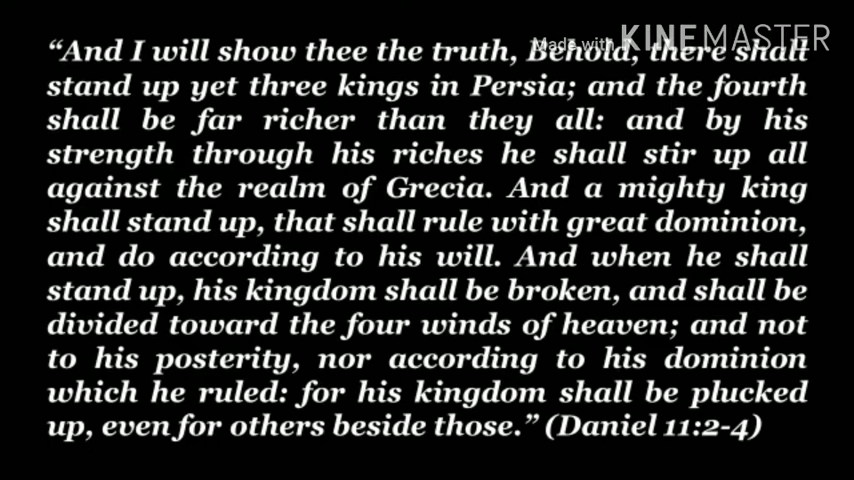 Made with KINEMASTER
“And I will show thee the truth, Behold, there shall
stand up yet three kings in Persia; and the fourth
shall be far richer than they all: and by his
strength through his riches he shall stir up all
against the realm of Grecia. And a mighty king
shall stand up, that shall rule with great dominion,
and do according to his will. And when he shall
stand up, his kingdom shall be broken, and shall be
divided toward the four winds of heaven; and not
to his posterity, nor according to his dominion
which he ruled: for his kingdom shall be plucked
up, even for others beside those.” (Daniel 11:2-4)